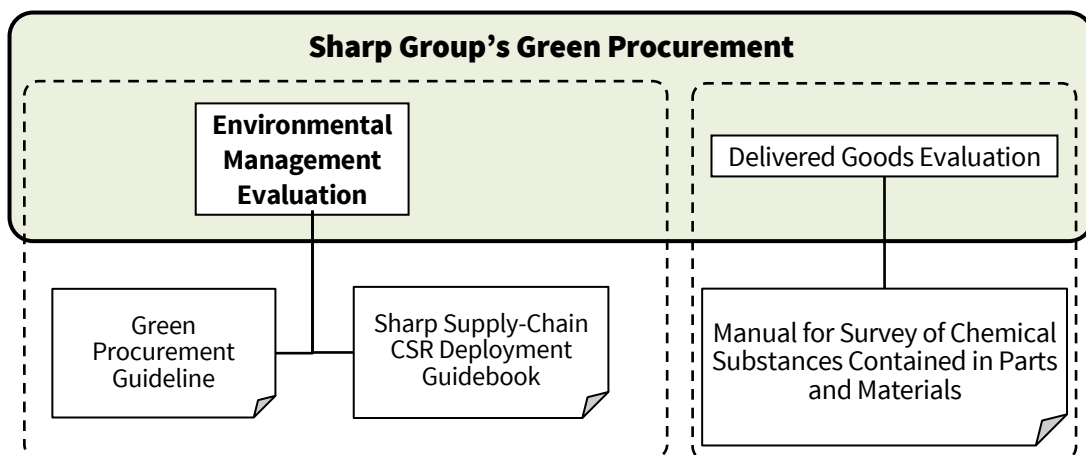 Sharp Group’s Green Procurement
Environmental
Management
Evaluation
Delivered Goods Evaluation
Green
Procurement
Guideline
Sharp Supply-Chain
CSR Deployment
Guidebook
Manual for Survey of Chemical
Substances Contained in Parts
and Materials